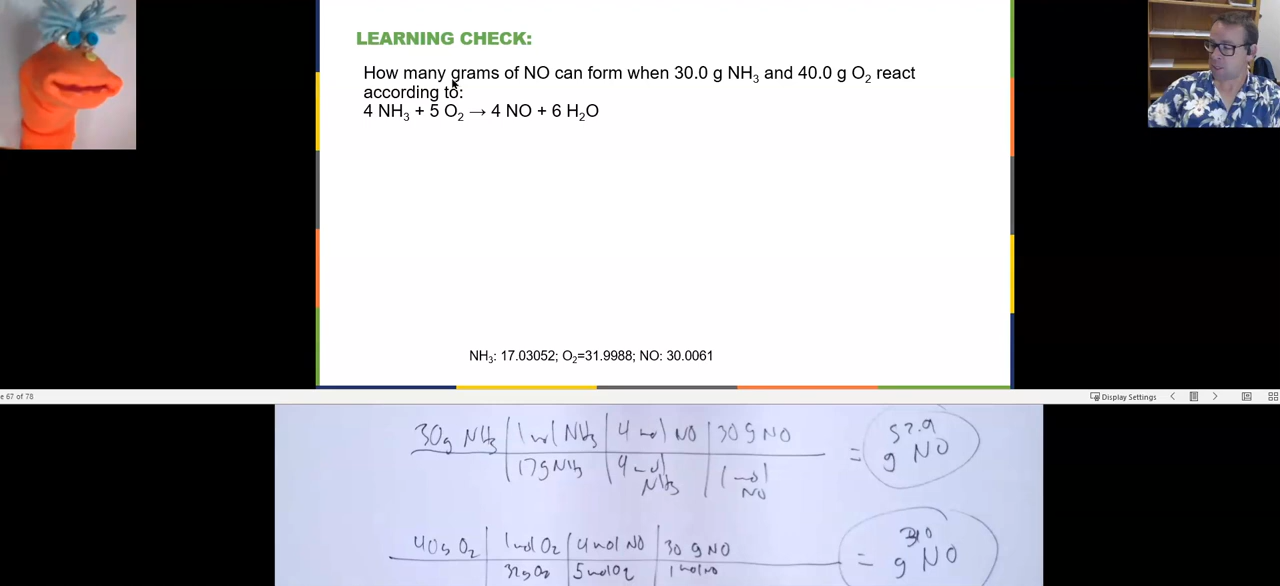 LEARNING CHECK:
How many grams of NO can form when 30.0 g NH₃ and 40.0 g O₂ react
according to:
4 NH₃ + 5 O₂ → 4 NO + 6 H₂O
NH₃: 17.03052; O₂=31.9988; NO: 30.0061
e 67 of 78
Display Settings
30g NH₃ | 1 mol NH₃ | 4 mol NO | 30 g NO
17g NH₃ | 4 mol NH₃ | 1 mol NO
= 52.9 g NO
40g O₂ | 1 mol O₂ | 4 mol NO | 30 g NO
32g O₂ | 5 mol O₂ | 1 mol NO
= g NO